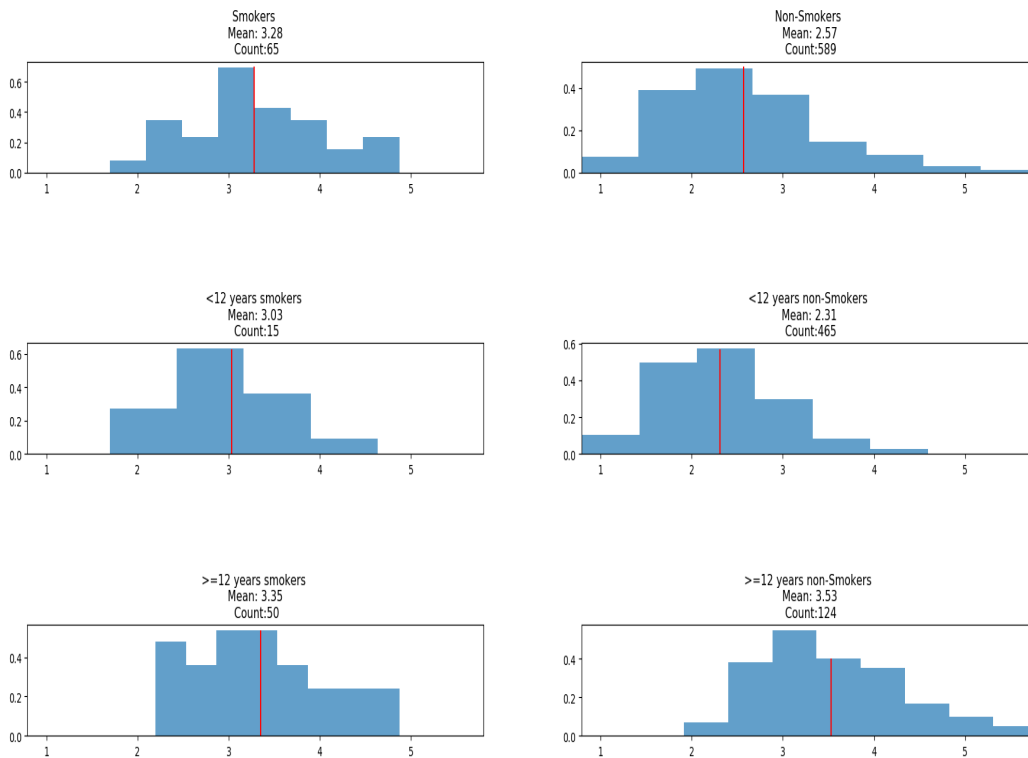 Smokers
Mean: 3.28
Count:65
0.6
0.4
0.2
0.0
1 2 3 4 5
Non-Smokers
Mean: 2.57
Count:589
0.4
0.2
0.0
1 2 3 4 5
<12 years smokers
Mean: 3.03
Count:15
0.6
0.4
0.2
0.0
1 2 3 4 5
<12 years non-Smokers
Mean: 2.31
Count:465
0.6
0.4
0.2
0.0
1 2 3 4 5
>=12 years smokers
Mean: 3.35
Count:50
0.4
0.2
0.0
1 2 3 4 5
>=12 years non-Smokers
Mean: 3.53
Count:124
0.4
0.2
0.0
1 2 3 4 5